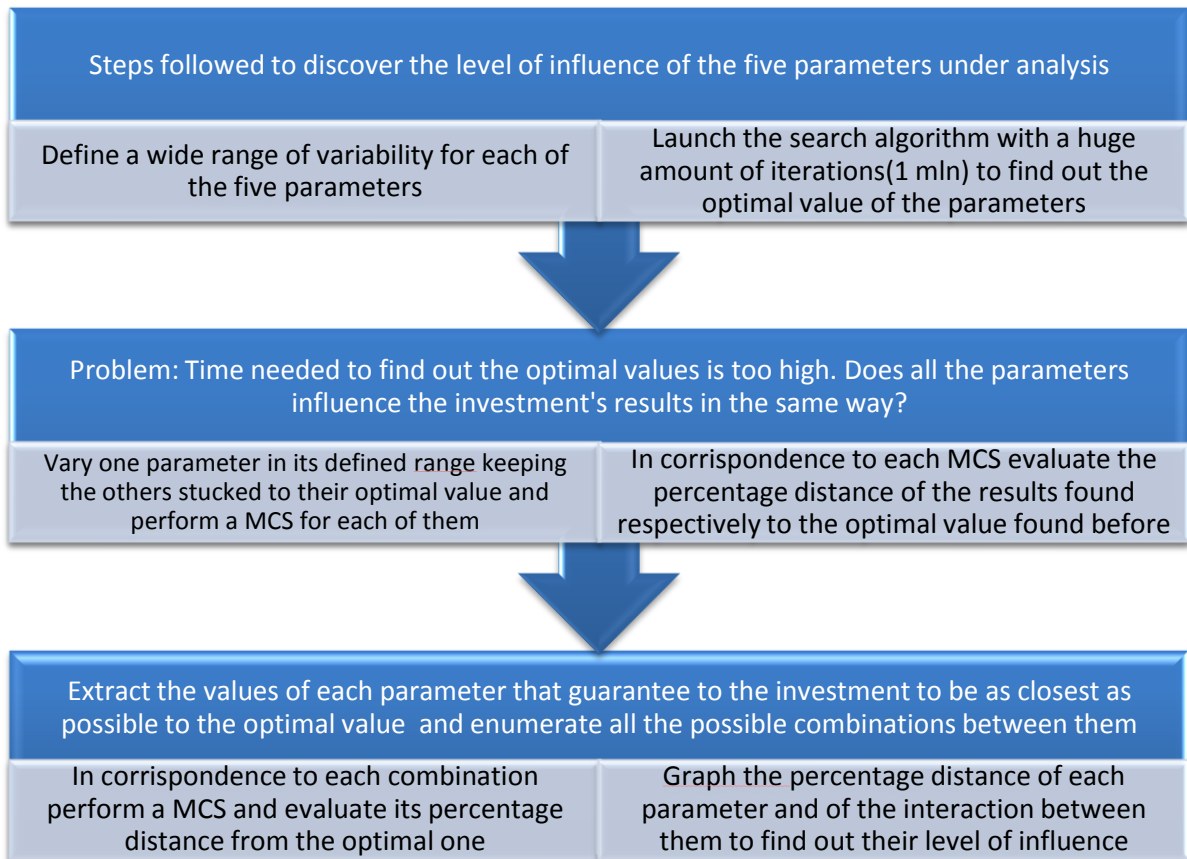 Steps followed to discover the level of influence of the five parameters under analysis
Define a wide range of variability for each of
the five parameters
Launch the search algorithm with a huge
amount of iterations(1 mln) to find out the
optimal value of the parameters
Problem: Time needed to find out the optimal values is too high. Does all the parameters
influence the investment's results in the same way?
Vary one parameter in its defined range keeping
the others stucked to their optimal value and
perform a MCS for each of them
In corrispondence to each MCS evaluate the
percentage distance of the results found
respectively to the optimal value found before
Extract the values of each parameter that guarantee to the investment to be as closest as
possible to the optimal value and enumerate all the possible combinations between them
In corrispondence to each combination
perform a MCS and evaluate its percentage
distance from the optimal one
Graph the percentage distance of each
parameter and of the interaction between
them to find out their level of influence